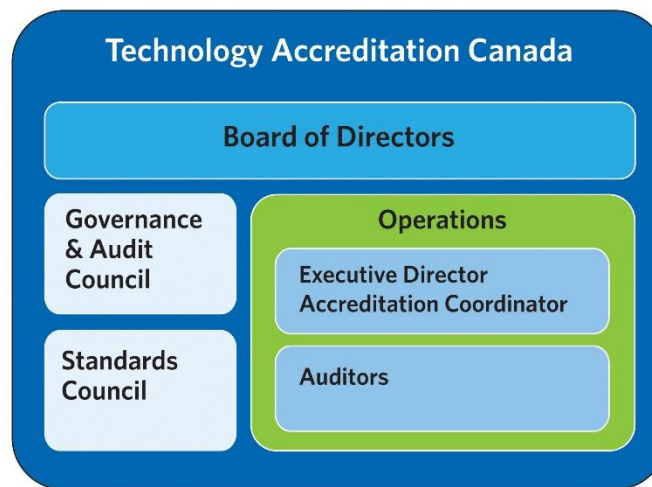 Technology Accreditation Canada
Board of Directors
Governance
& Audit
Council
Standards
Council
Operations
Executive Director
Accreditation Coordinator
Auditors